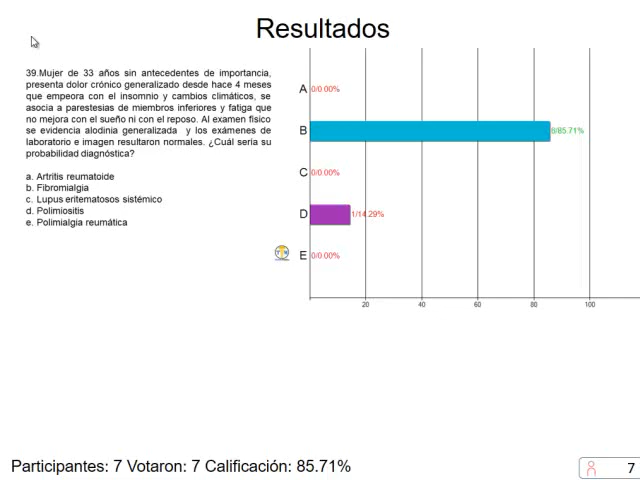 Resultados
39.Mujer de 33 años sin antecedentes de importancia,
presenta dolor crónico generalizado desde hace 4 meses
que empeora con el insomnio y cambios climáticos, se
asocia a parestesias de miembros inferiores y fatiga que
no mejora con el sueño ni con el reposo. Al examen físico
se evidencia alodinia generalizada y los exámenes de
laboratorio e imagen resultaron normales. ¿Cuál sería su
probabilidad diagnóstica?
a. Artritis reumatoide
b. Fibromialgia
c. Lupus eritematosos sistémico
d. Polimiositis
e. Polimialgia reumática
A 0/0.00%
B 6/85.71%
C 0/0.00%
D 1/14.29%
E 0/0.00%
20 40 60 80 100
Participantes: 7 Votaron: 7 Calificación: 85.71%
7